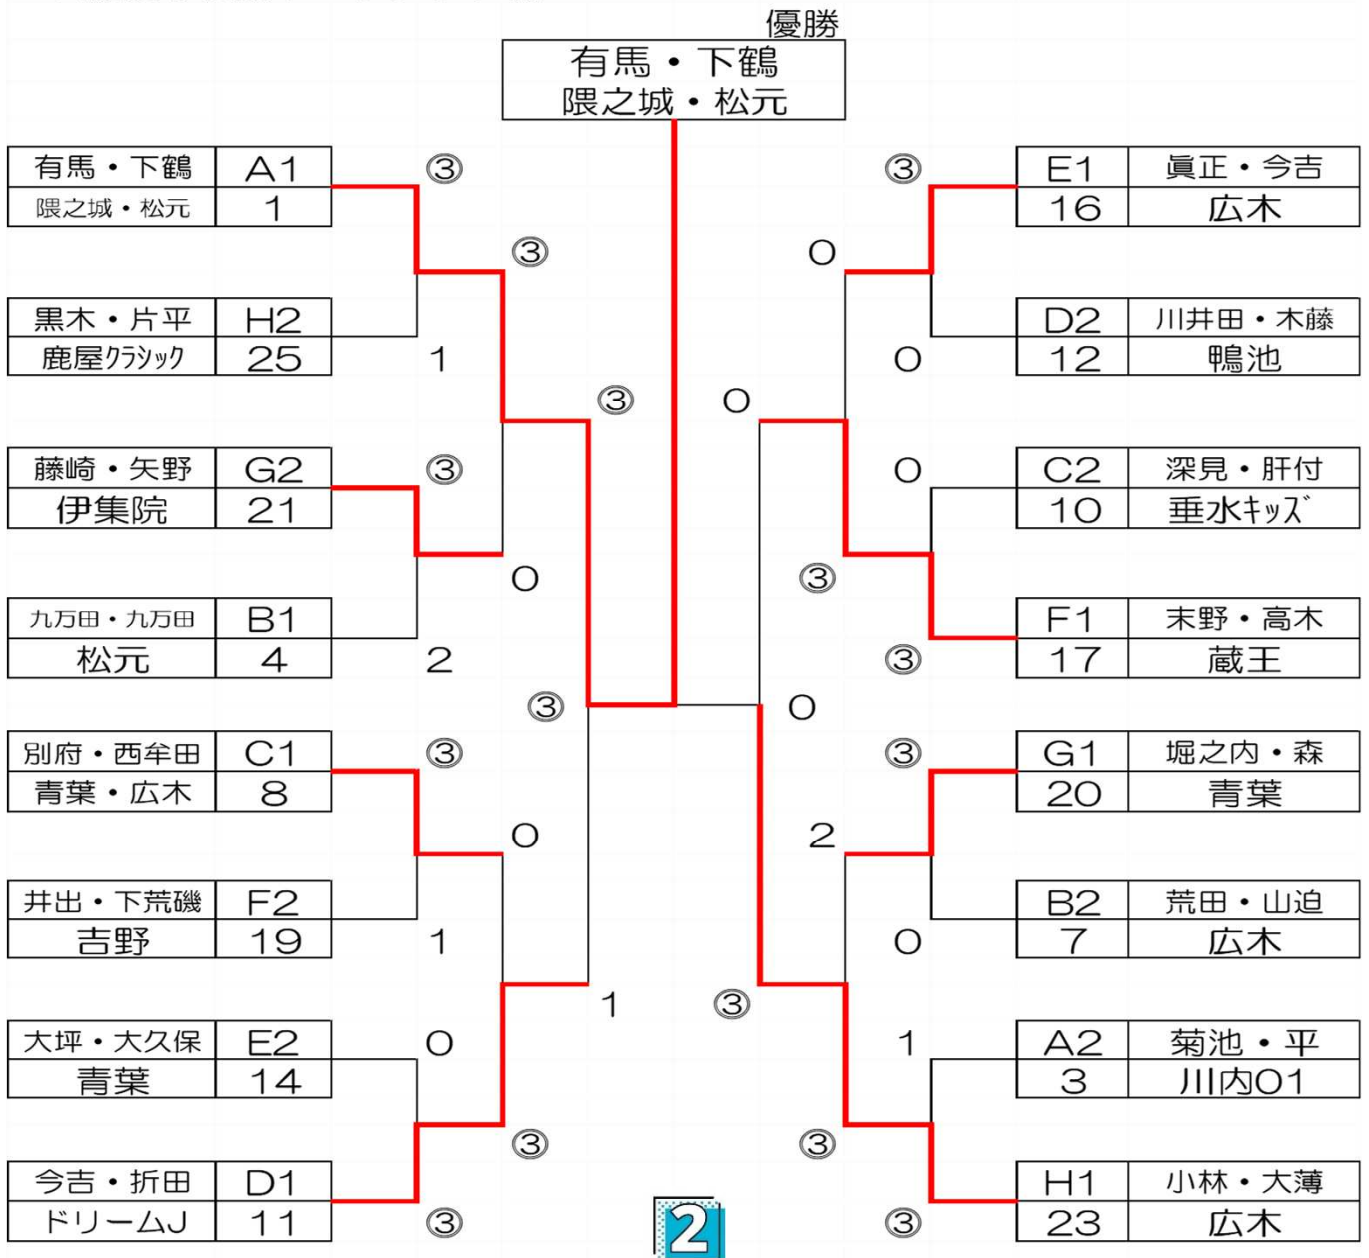 優勝
有馬・下鶴
隈之城・松元
有馬・下鶴 A1 ③
隈之城・松元 1
③
黒木・片平 H2
鹿屋クラシック 25 1
③
藤崎・矢野 G2 ③
伊集院 21
0
九万田・九万田 B1
松元 4 2
③
別府・西牟田 C1 ③
青葉・広木 8
0
井出・下荒磯 F2
吉野 19 1
1
大坪・大久保 E2 0
青葉 14
③
今吉・折田 D1
ドリームJ 11 ③
③ E1 眞正・今吉
16 広木
0
D2 川井田・木藤
0 12 鴨池
0
0 C2 深見・肝付
10 垂水キッズ
③
F1 末野・高木
③ 17 蔵王
0
③ G1 堀之内・森
20 青葉
2
B2 荒田・山迫
0 7 広木
③
1 A2 菊池・平
3 川内01
③
H1 小林・大薄
③ 23 広木
2